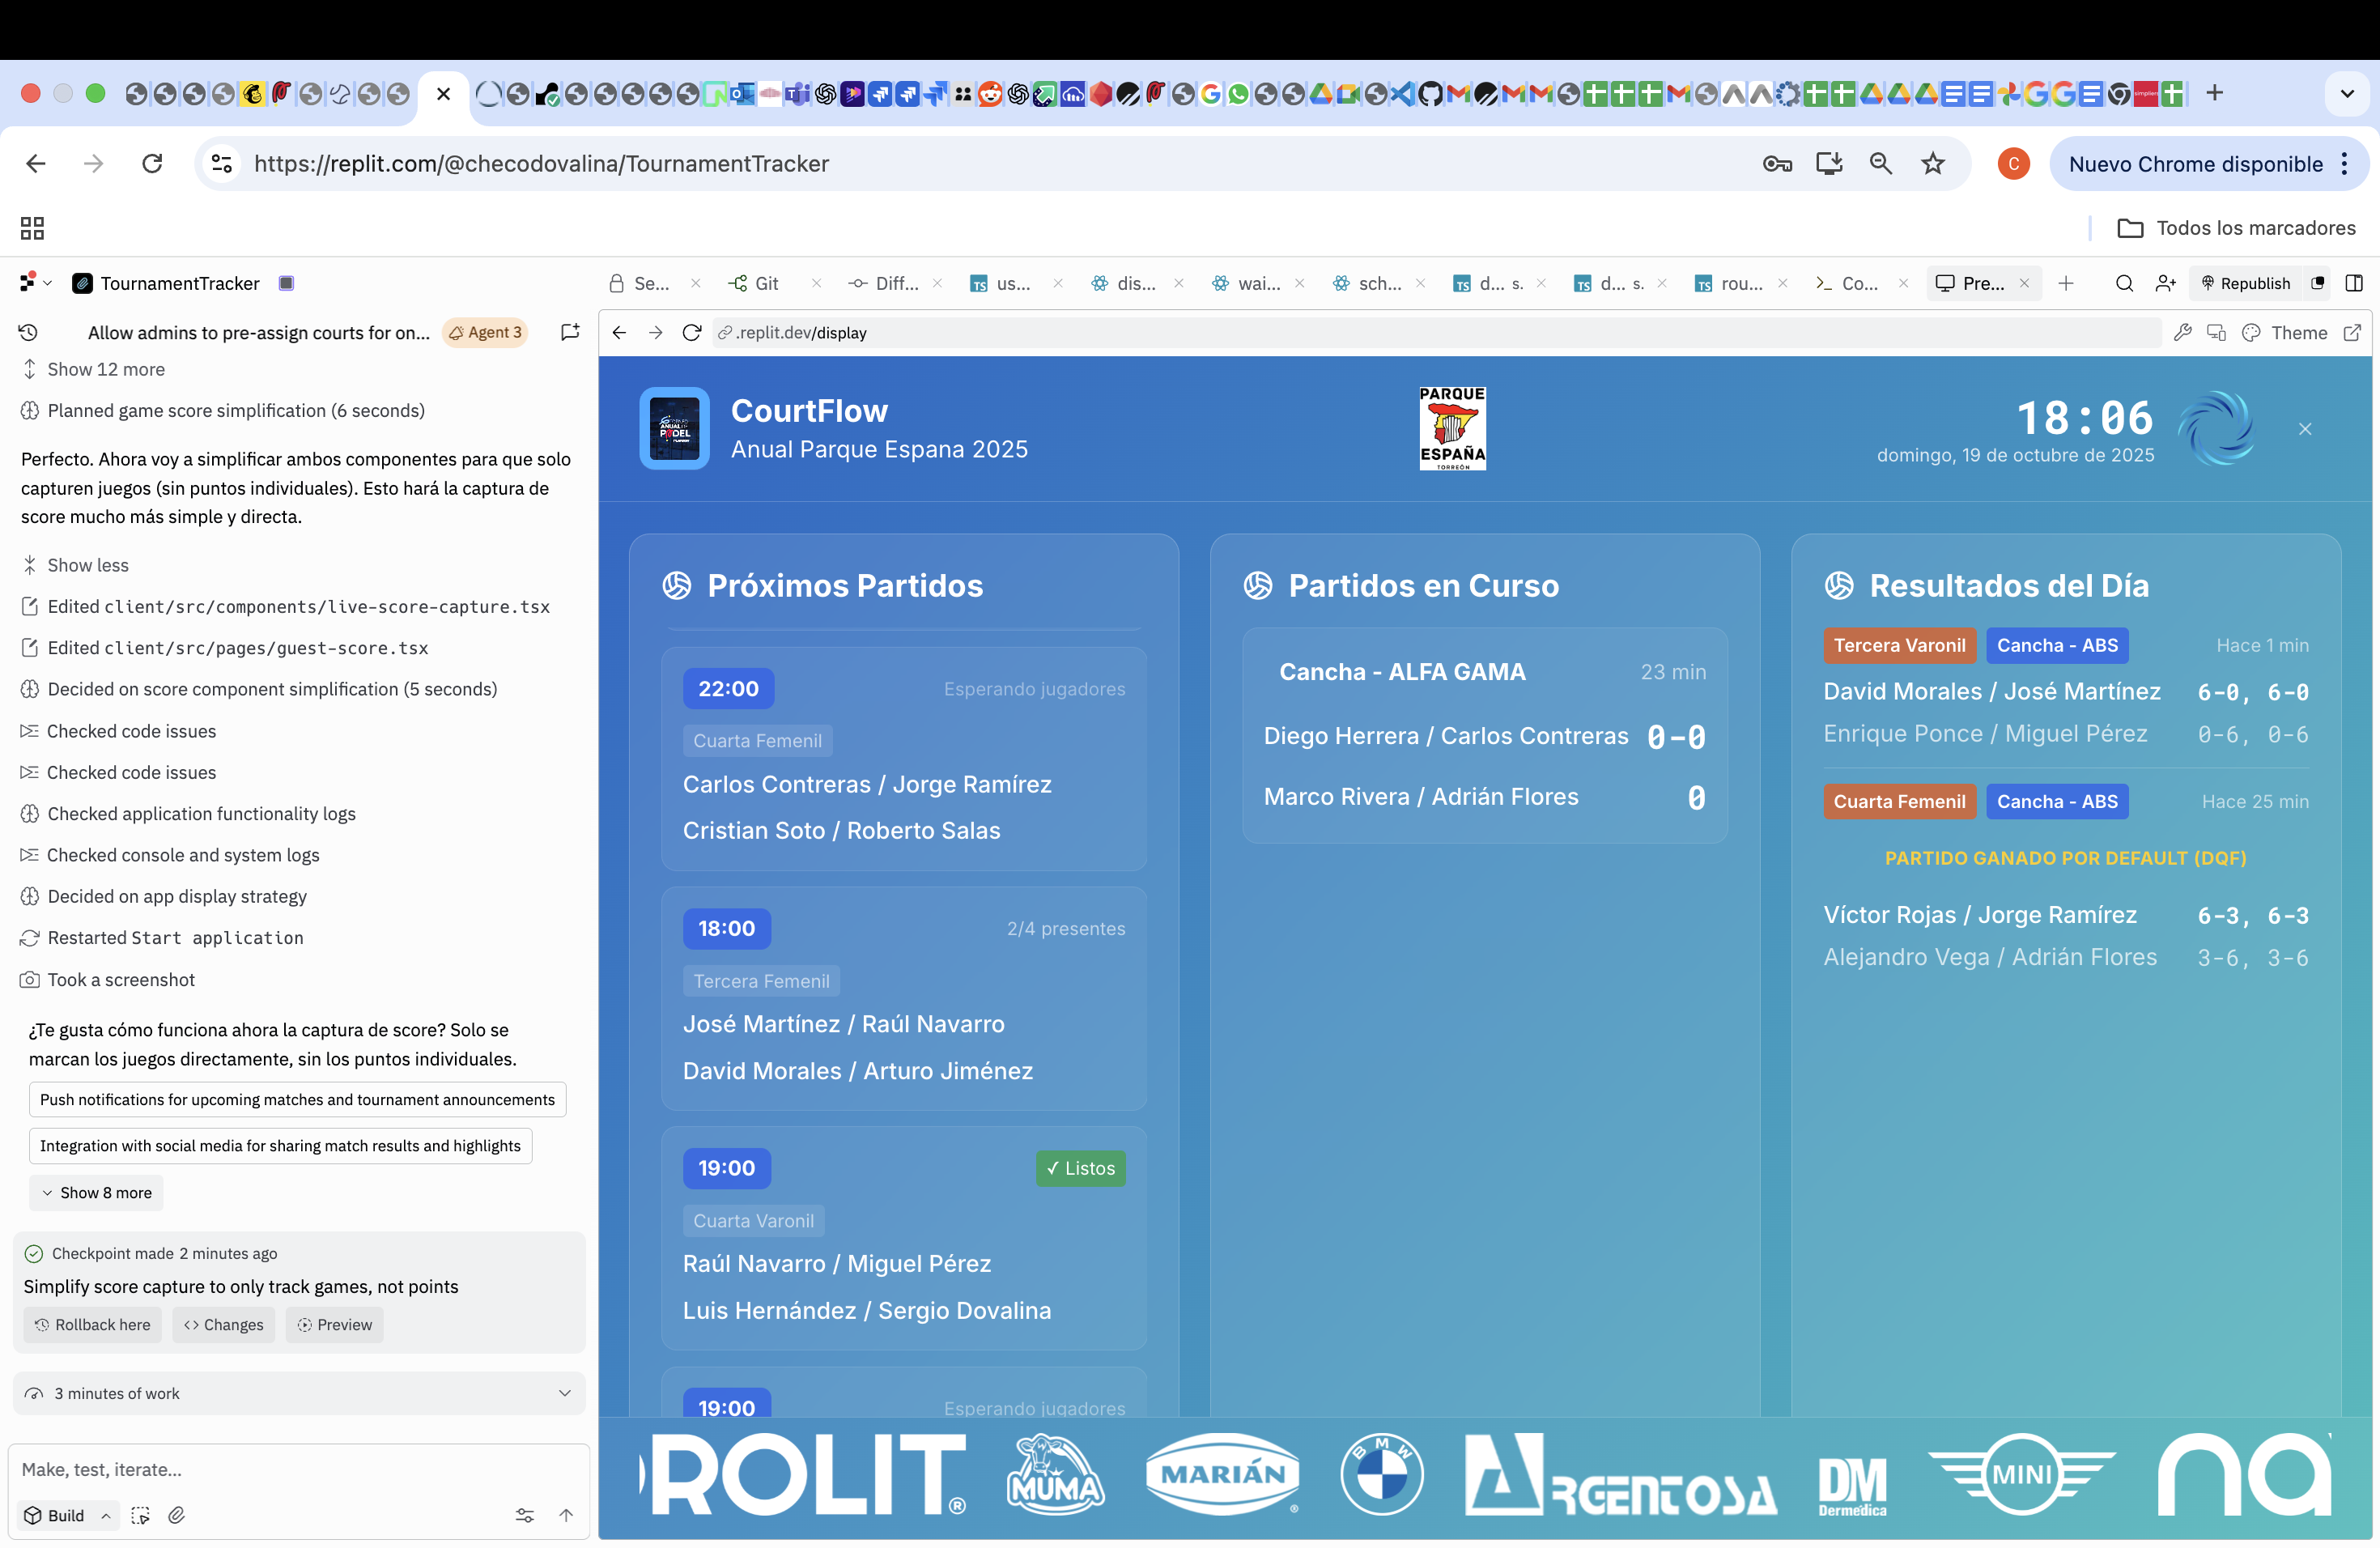 https://replit.com/@checodovalina/TournamentTracker
C
Nuevo Chrome disponible
Todos los marcadores
TournamentTracker
Se...
Git
Diff...
us...
dis...
wai...
sch...
d... s.
d... s.
rou...
Co...
Pre...
Republish
Allow admins to pre-assign courts for on...
Agent 3
.replit.dev/display
Theme
Show 12 more
Planned game score simplification (6 seconds)
Perfecto. Ahora voy a simplificar ambos componentes para que solo
capturen juegos (sin puntos individuales). Esto hará la captura de
score mucho más simple y directa.
Show less
Edited client/src/components/live-score-capture.tsx
Edited client/src/pages/guest-score.tsx
Decided on score component simplification (5 seconds)
Checked code issues
Checked code issues
Checked application functionality logs
Checked console and system logs
Decided on app display strategy
Restarted Start application
Took a screenshot
¿Te gusta cómo funciona ahora la captura de score? Solo se
marcan los juegos directamente, sin los puntos individuales.
Push notifications for upcoming matches and tournament announcements
Integration with social media for sharing match results and highlights
Show 8 more
Checkpoint made 2 minutes ago
Simplify score capture to only track games, not points
Rollback here
Changes
Preview
3 minutes of work
Make, test, iterate...
Build
CourtFlow
Anual Parque Espana 2025
PARQUE
ESPAÑA
TORREÓN
18:06
domingo, 19 de octubre de 2025
Próximos Partidos
22:00
Esperando jugadores
Cuarta Femenil
Carlos Contreras / Jorge Ramírez
Cristian Soto / Roberto Salas
18:00
2/4 presentes
Tercera Femenil
José Martínez / Raúl Navarro
David Morales / Arturo Jiménez
19:00
✓ Listos
Cuarta Varonil
Raúl Navarro / Miguel Pérez
Luis Hernández / Sergio Dovalina
19:00
Esperando jugadores
Partidos en Curso
Cancha - ALFA GAMA
23 min
Diego Herrera / Carlos Contreras 0-0
Marco Rivera / Adrián Flores 0
Resultados del Día
Tercera Varonil
Cancha - ABS
Hace 1 min
David Morales / José Martínez 6-0, 6-0
Enrique Ponce / Miguel Pérez 0-6, 0-6
Cuarta Femenil
Cancha - ABS
Hace 25 min
PARTIDO GANADO POR DEFAULT (DQF)
Víctor Rojas / Jorge Ramírez 6-3, 6-3
Alejandro Vega / Adrián Flores 3-6, 3-6
ROLIT®
MUMA
MARIÁN®
BMW
ARGENTOSA
DM
Dermédica
MINI
na